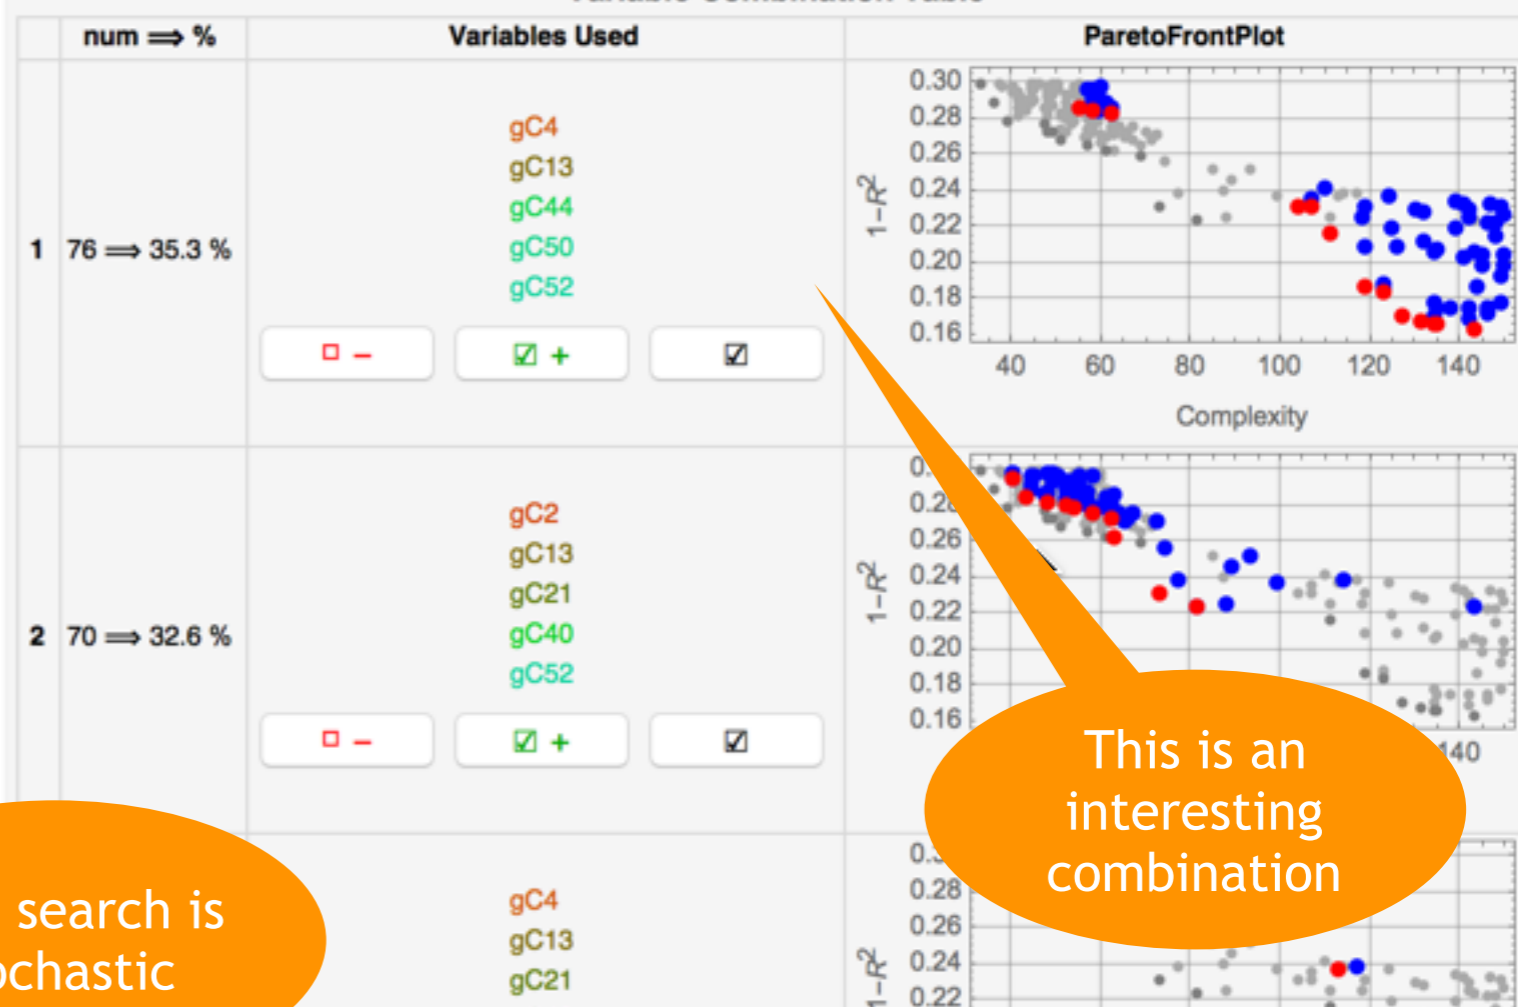 Variable Combination Table
num ⟹ % Variables Used ParetoFrontPlot
1 76 ⟹ 35.3 %
gC4
gC13
gC44
gC50
gC52
□ − ☑ + ☑
1-R²
0.30
0.28
0.26
0.24
0.22
0.20
0.18
0.16
40 60 80 100 120 140
Complexity
2 70 ⟹ 32.6 %
gC2
gC13
gC21
gC40
gC52
□ − ☑ + ☑
1-R²
0.26
0.24
0.22
0.20
0.18
0.16
This is an
interesting
combination
search is
gC4
gC13
gC21
1-R²
0.28
0.26
0.24
0.22